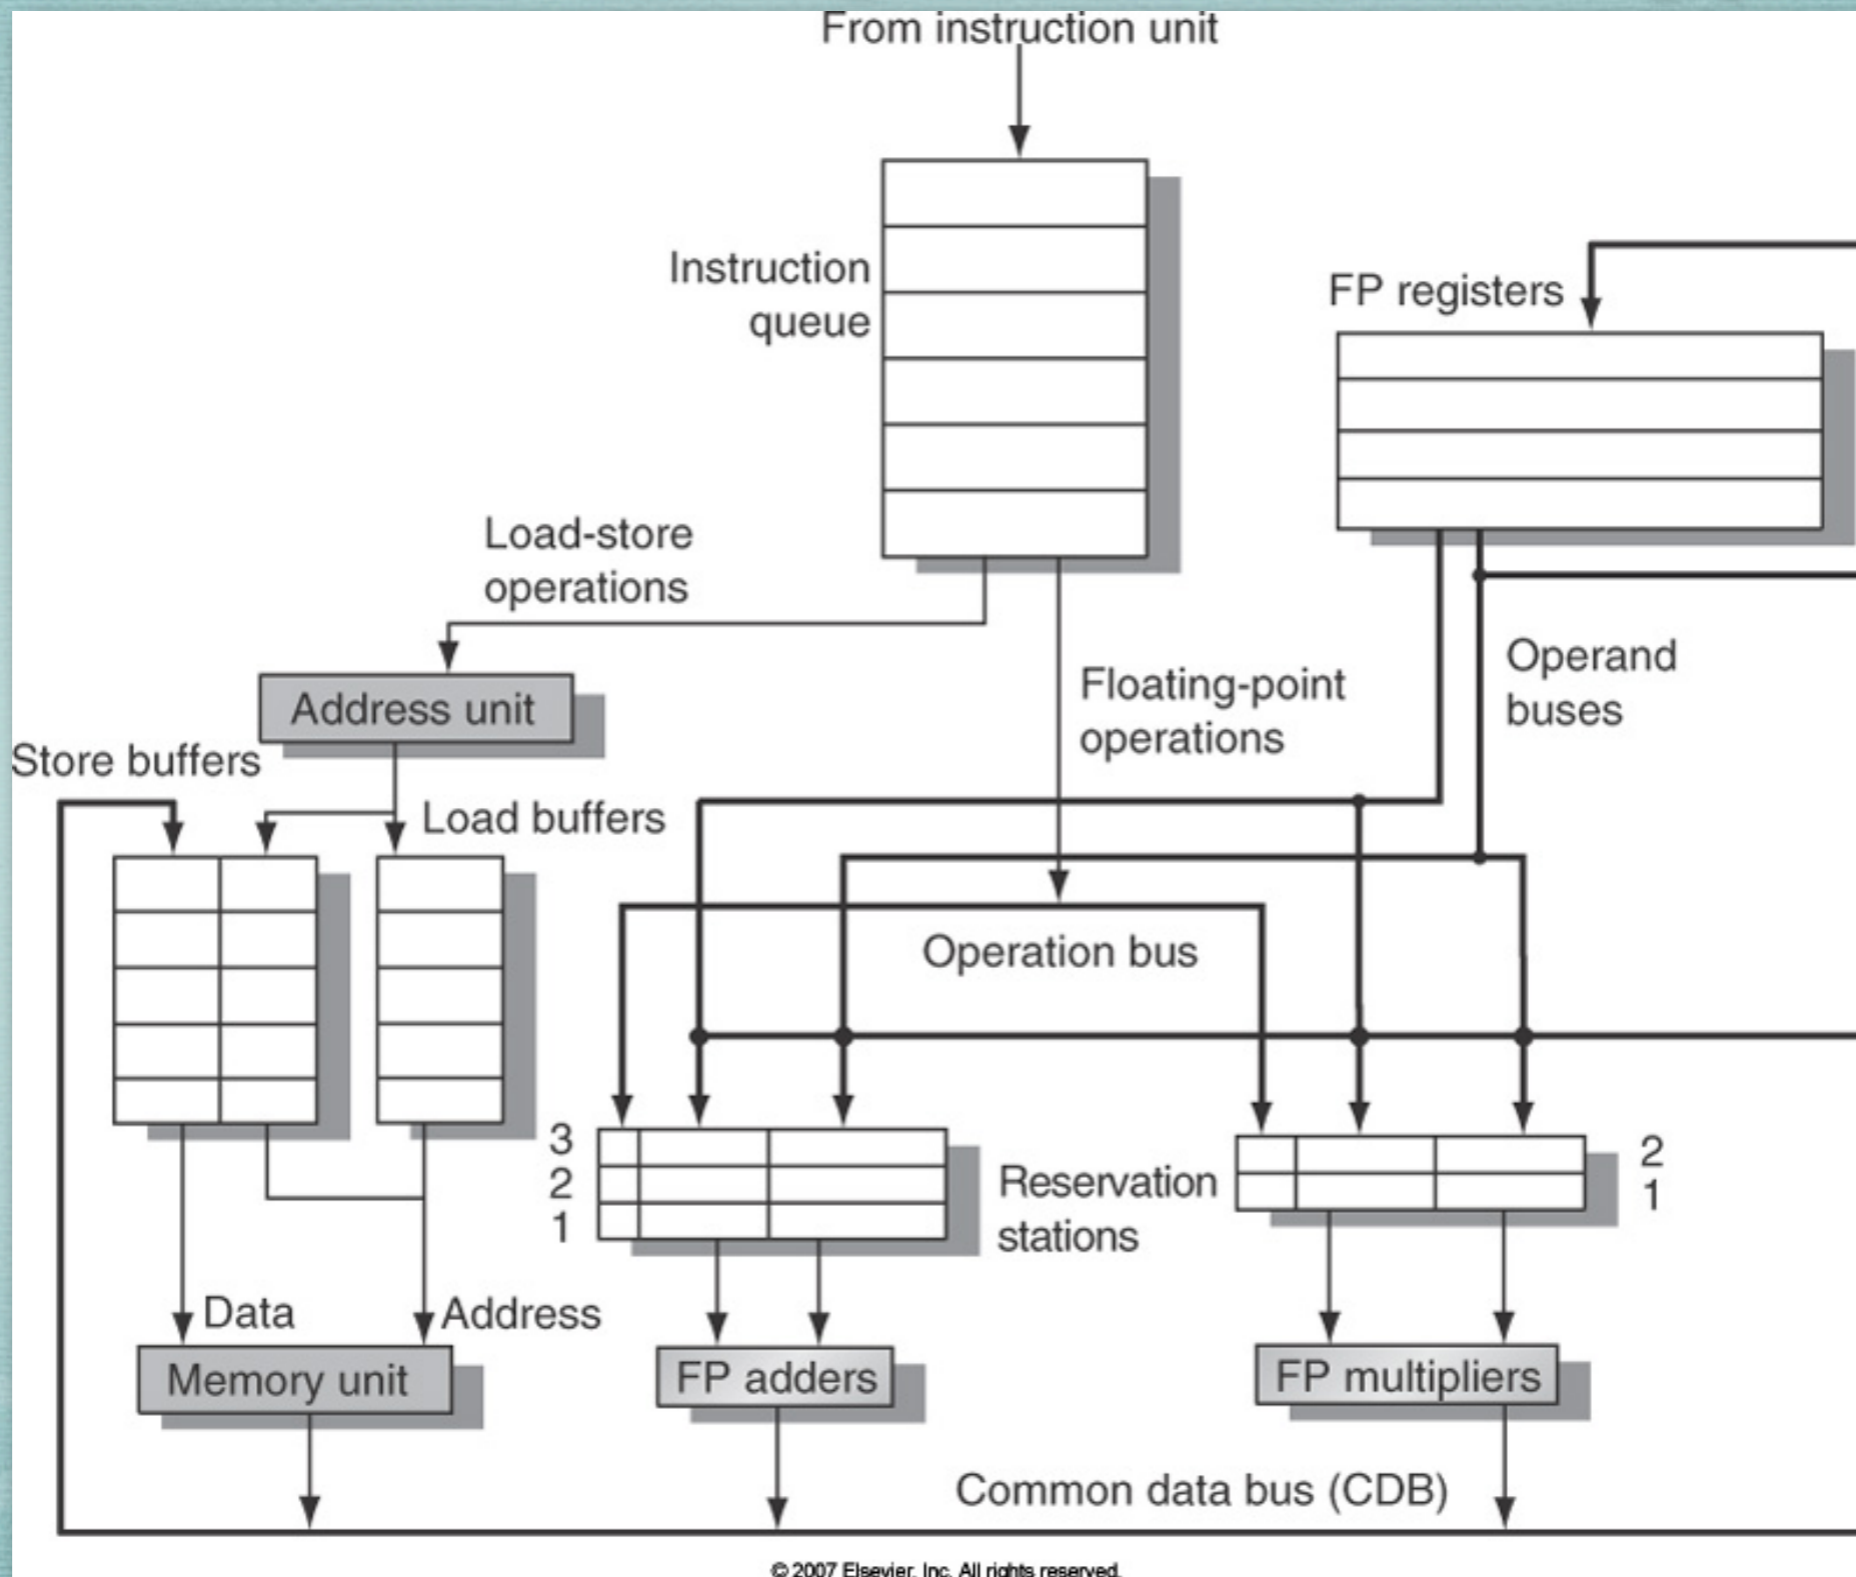 From instruction unit
Instruction
queue
FP registers
Load-store
operations
Address unit
Floating-point
operations
Operand
buses
Store buffers
Load buffers
Operation bus
3
2
1
Reservation
stations
2
1
Data
Address
Memory unit
FP adders
FP multipliers
Common data bus (CDB)
© 2007 Elsevier, Inc. All rights reserved.